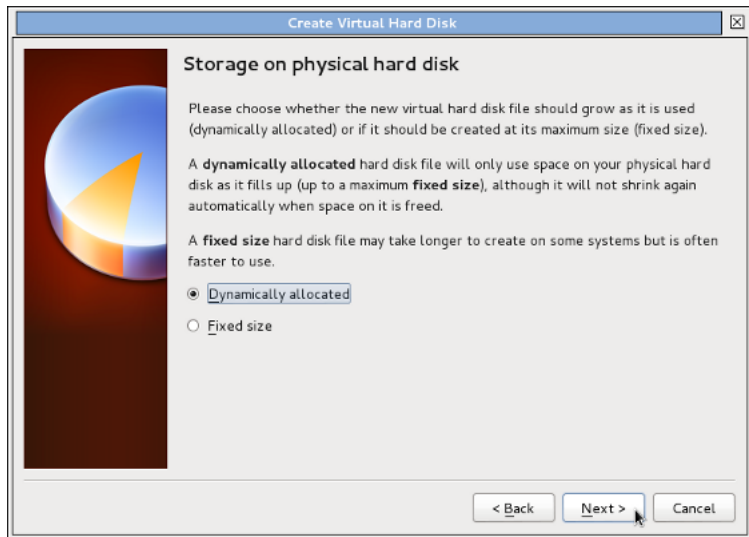 Create Virtual Hard Disk
Storage on physical hard disk
Please choose whether the new virtual hard disk file should grow as it is used
(dynamically allocated) or if it should be created at its maximum size (fixed size).
A dynamically allocated hard disk file will only use space on your physical hard
disk as it fills up (up to a maximum fixed size), although it will not shrink again
automatically when space on it is freed.
A fixed size hard disk file may take longer to create on some systems but is often
faster to use.
Dynamically allocated
Fixed size
< Back Next > Cancel